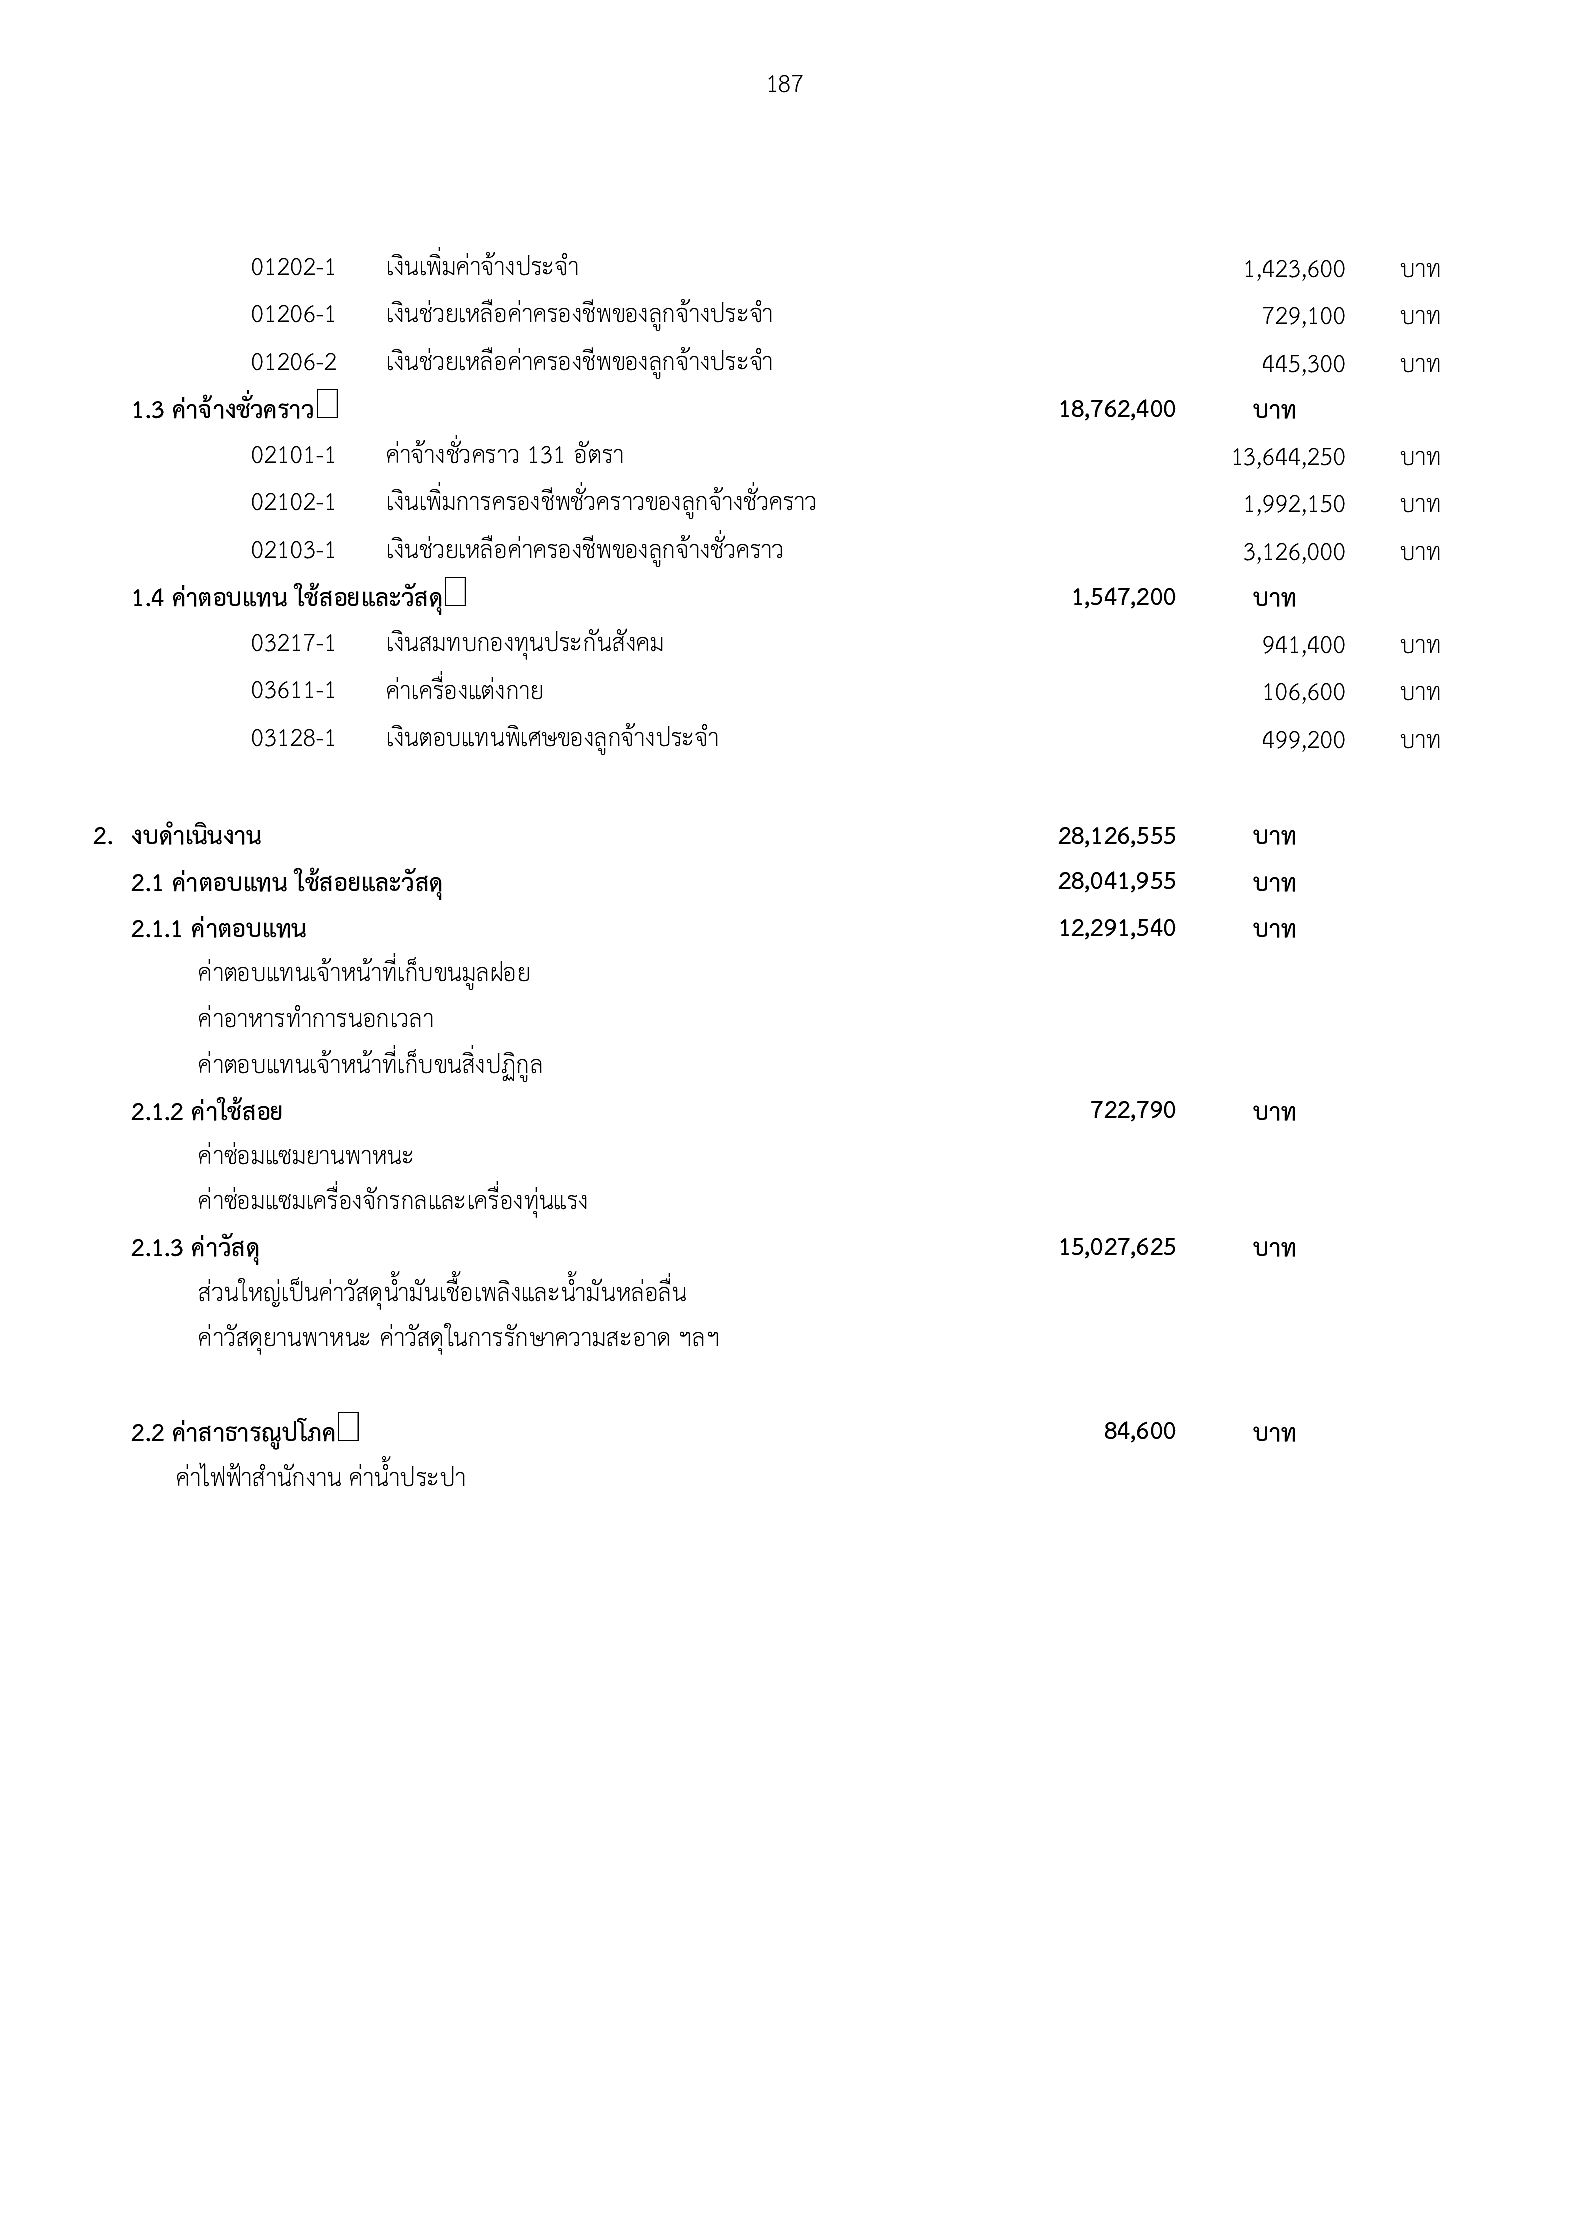 187
01202-1 เงินเพิ่มค่าจ้างประจำ 1,423,600 บาท
01206-1 เงินช่วยเหลือค่าครองชีพของลูกจ้างประจำ 729,100 บาท
01206-2 เงินช่วยเหลือค่าครองชีพของลูกจ้างประจำ 445,300 บาท
1.3 ค่าจ้างชั่วคราว 18,762,400 บาท
02101-1 ค่าจ้างชั่วคราว 131 อัตรา 13,644,250 บาท
02102-1 เงินเพิ่มการครองชีพชั่วคราวของลูกจ้างชั่วคราว 1,992,150 บาท
02103-1 เงินช่วยเหลือค่าครองชีพของลูกจ้างชั่วคราว 3,126,000 บาท
1.4 ค่าตอบแทน ใช้สอยและวัสดุ 1,547,200 บาท
03217-1 เงินสมทบกองทุนประกันสังคม 941,400 บาท
03611-1 ค่าเครื่องแต่งกาย 106,600 บาท
03128-1 เงินตอบแทนพิเศษของลูกจ้างประจำ 499,200 บาท
2. งบดำเนินงาน 28,126,555 บาท
2.1 ค่าตอบแทน ใช้สอยและวัสดุ 28,041,955 บาท
2.1.1 ค่าตอบแทน 12,291,540 บาท
ค่าตอบแทนเจ้าหน้าที่เก็บขนมูลฝอย
ค่าอาหารทำการนอกเวลา
ค่าตอบแทนเจ้าหน้าที่เก็บขนสิ่งปฏิกูล
2.1.2 ค่าใช้สอย 722,790 บาท
ค่าซ่อมแซมยานพาหนะ
ค่าซ่อมแซมเครื่องจักรกลและเครื่องทุ่นแรง
2.1.3 ค่าวัสดุ 15,027,625 บาท
ส่วนใหญ่เป็นค่าวัสดุน้ำมันเชื้อเพลิงและน้ำมันหล่อลื่น
ค่าวัสดุยานพาหนะ ค่าวัสดุในการรักษาความสะอาด ฯลฯ
2.2 ค่าสาธารณูปโภค 84,600 บาท
ค่าไฟฟ้าสำนักงาน ค่าน้ำประปา